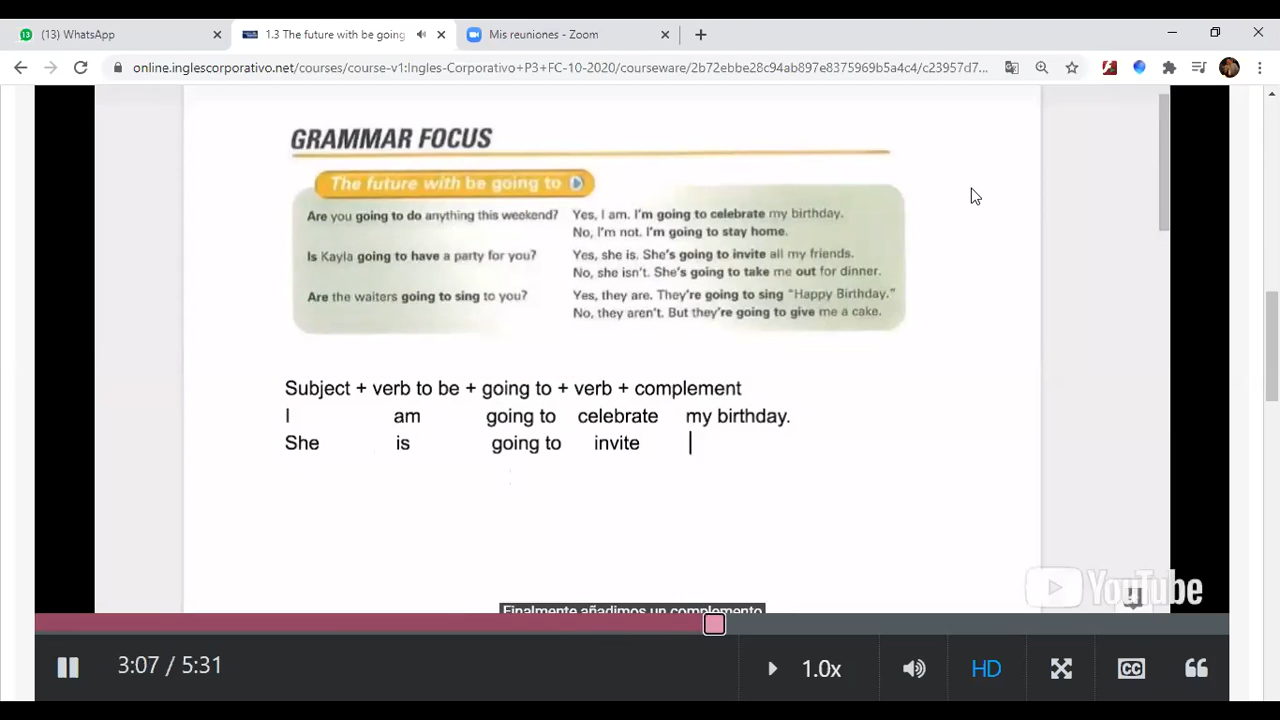 (13) WhatsApp
1.3 The future with be going
Mis reuniones - Zoom
online.inglescorporativo.net/courses/course-v1:Ingles-Corporativo+P3+FC-10-2020/courseware/2b72ebbe28c94ab897e8375969b5a4c4/c23957d7...
GRAMMAR FOCUS
The future with be going to
Are you going to do anything this weekend? Yes, I am. I'm going to celebrate my birthday.
No, I'm not. I'm going to stay home.
Is Kayla going to have a party for you? Yes, she is. She's going to invite all my friends.
No, she isn't. She's going to take me out for dinner.
Are the waiters going to sing to you? Yes, they are. They're going to sing "Happy Birthday."
No, they aren't. But they're going to give me a cake.
Subject + verb to be + going to + verb + complement
I am going to celebrate my birthday.
She is going to invite
YouTube
Finalmente añadimos un complemento
3:07 / 5:31 1.0x HD CC